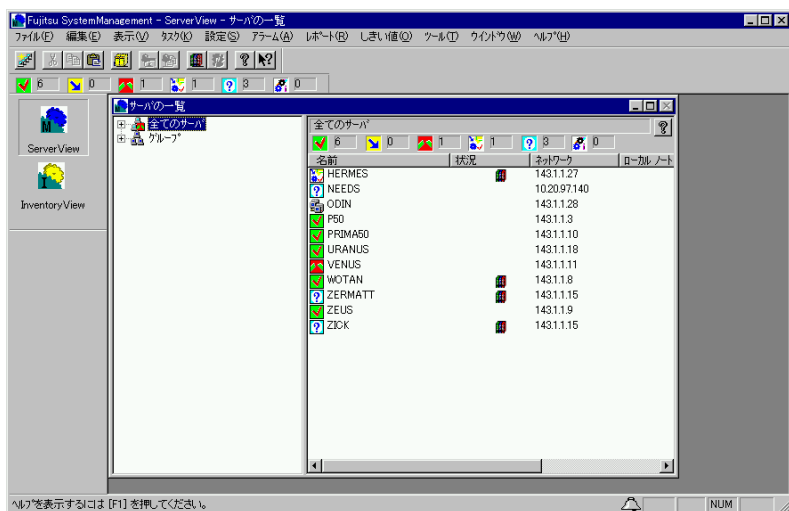 Fujitsu SystemManagement - ServerView - サーバの一覧
ファイル(F) 編集(E) 表示(V) タスク(K) 設定(S) アラーム(A) レポート(R) しきい値(O) ツール(T) ウインドウ(W) ヘルプ(H)
6 0 1 1 3 0
ServerView
InventoryView
サーバの一覧
全てのサーバ
グループ
全てのサーバ
6 0 1 1 3 0
名前 状況 ネットワーク ローカル ノート
HERMES 143.1.1.27
NEEDS 10.20.97.140
ODIN 143.1.1.28
P50 143.1.1.3
PRIMA50 143.1.1.10
URANUS 143.1.1.18
VENUS 143.1.1.11
WOTAN 143.1.1.8
ZERMATT 143.1.1.15
ZEUS 143.1.1.9
ZICK 143.1.1.15
ヘルプを表示するには [F1] を押してください。
NUM